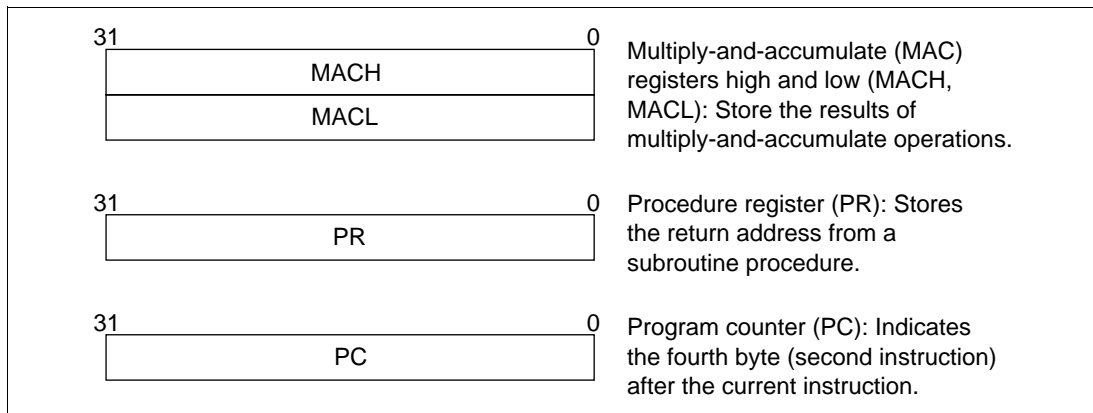 31 0
MACH
MACL
Multiply-and-accumulate (MAC)
registers high and low (MACH,
MACL): Store the results of
multiply-and-accumulate operations.
31 0
PR
Procedure register (PR): Stores
the return address from a
subroutine procedure.
31 0
PC
Program counter (PC): Indicates
the fourth byte (second instruction)
after the current instruction.